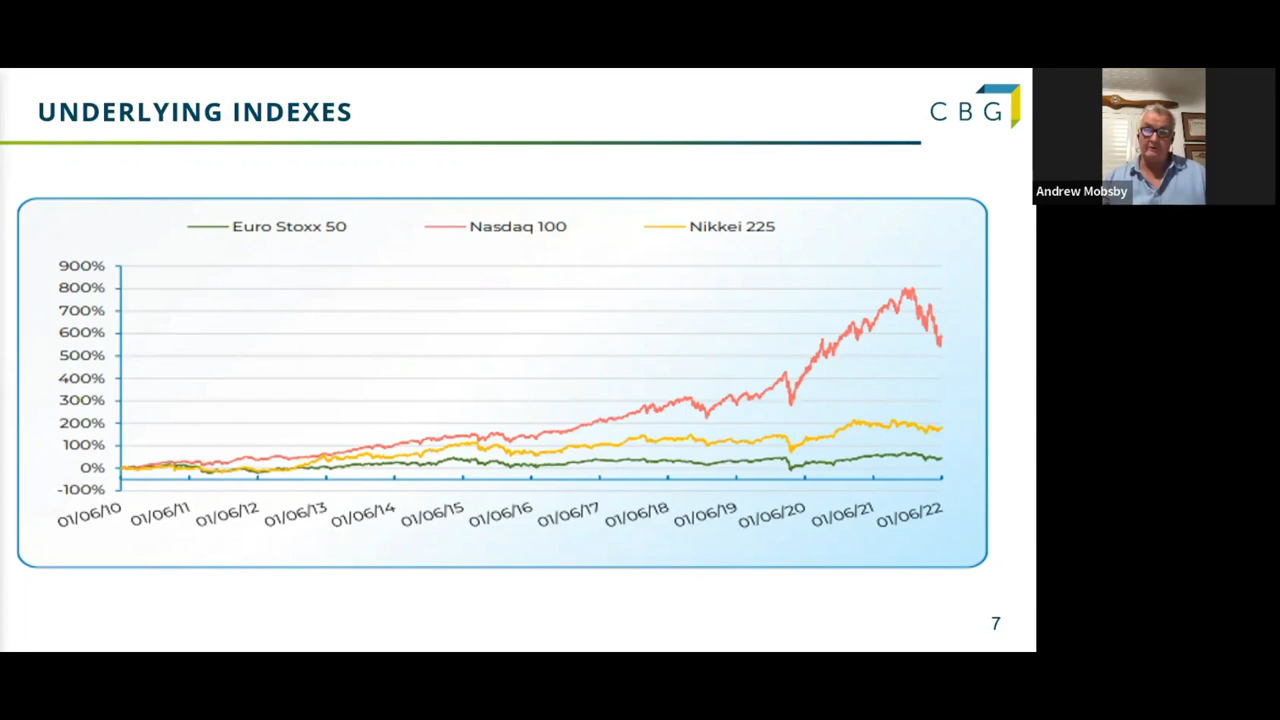 UNDERLYING INDEXES
CBG
Andrew Mobsby
Euro Stoxx 50 Nasdaq 100 Nikkei 225
900%
800%
700%
600%
500%
400%
300%
200%
100%
0%
-100%
01/06/10 01/06/11 01/06/12 01/06/13 01/06/14 01/06/15 01/06/16 01/06/17 01/06/18 01/06/19 01/06/20 01/06/21 01/06/22
7